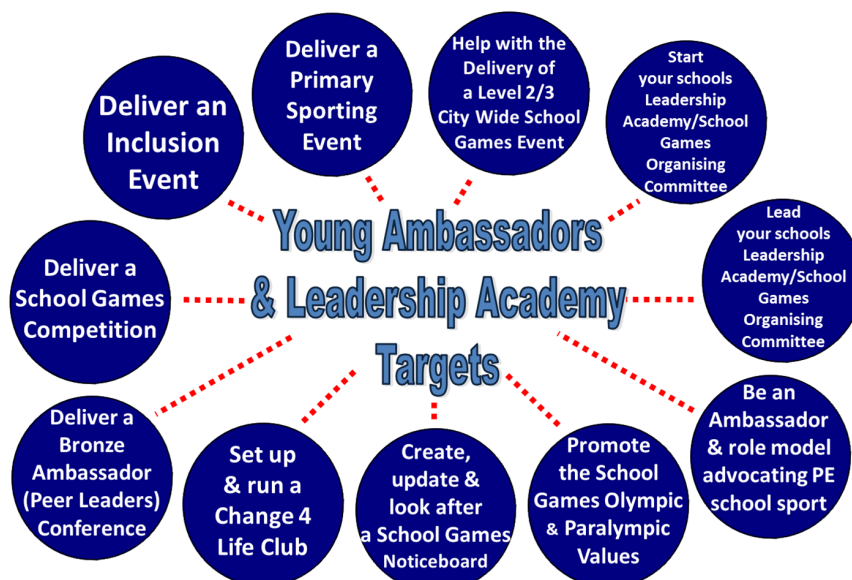 Deliver an
Inclusion
Event
Deliver a
Primary
Sporting
Event
Help with the
Delivery of
a Level 2/3
City Wide School
Games Event
Start
your schools
Leadership
Academy/School
Games
Organising
Committee
Young Ambassadors
& Leadership Academy
Targets
Deliver a
School Games
Competition
Lead
your schools
Leadership
Academy/School
Games
Organising
Committee
Deliver a
Bronze
Ambassador
(Peer Leaders)
Conference
Set up
& run a
Change 4
Life Club
Create,
update &
look after
a School Games
Noticeboard
Promote
the School
Games Olympic
& Paralympic
Values
Be an
Ambassador
& role model
advocating PE
school sport